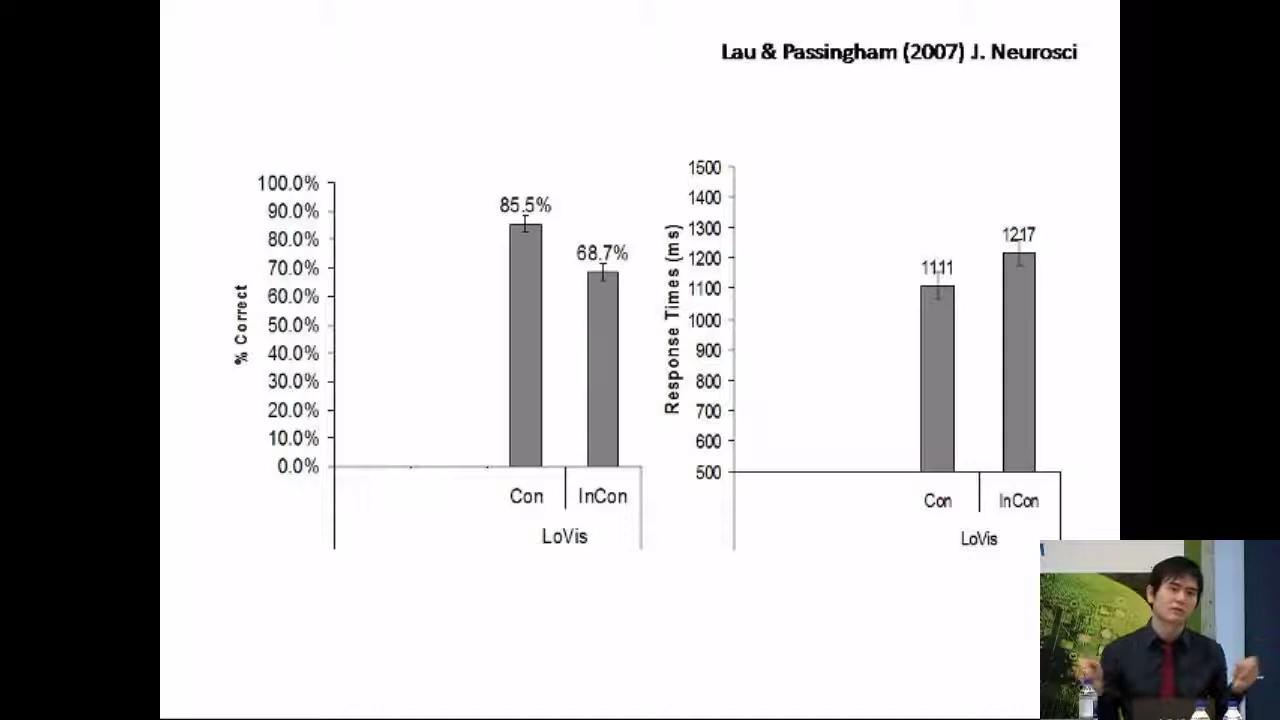 Lau & Passingham (2007) J. Neurosci
% Correct
100.0%
90.0%
80.0%
70.0%
60.0%
50.0%
40.0%
30.0%
20.0%
10.0%
0.0%
85.5%
68.7%
Con
InCon
LoVis
Response Times (ms)
1500
1400
1300
1200
1100
1000
900
800
700
600
500
1111
1217
Con
InCon
LoVis